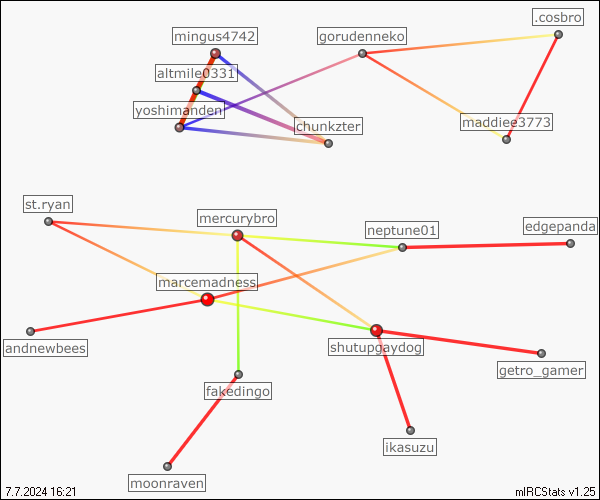 .cosbro
mingus4742
gorudenneko
altmile0331
yoshimanden
chunkzter
maddiee3773
st.ryan
mercurybro
neptune01
edgepanda
marcemadness
andnewbees
shutupgaydog
getro_gamer
fakedingo
ikasuzu
moonraven
7.7.2024 16:21
mIRCStats v1.25